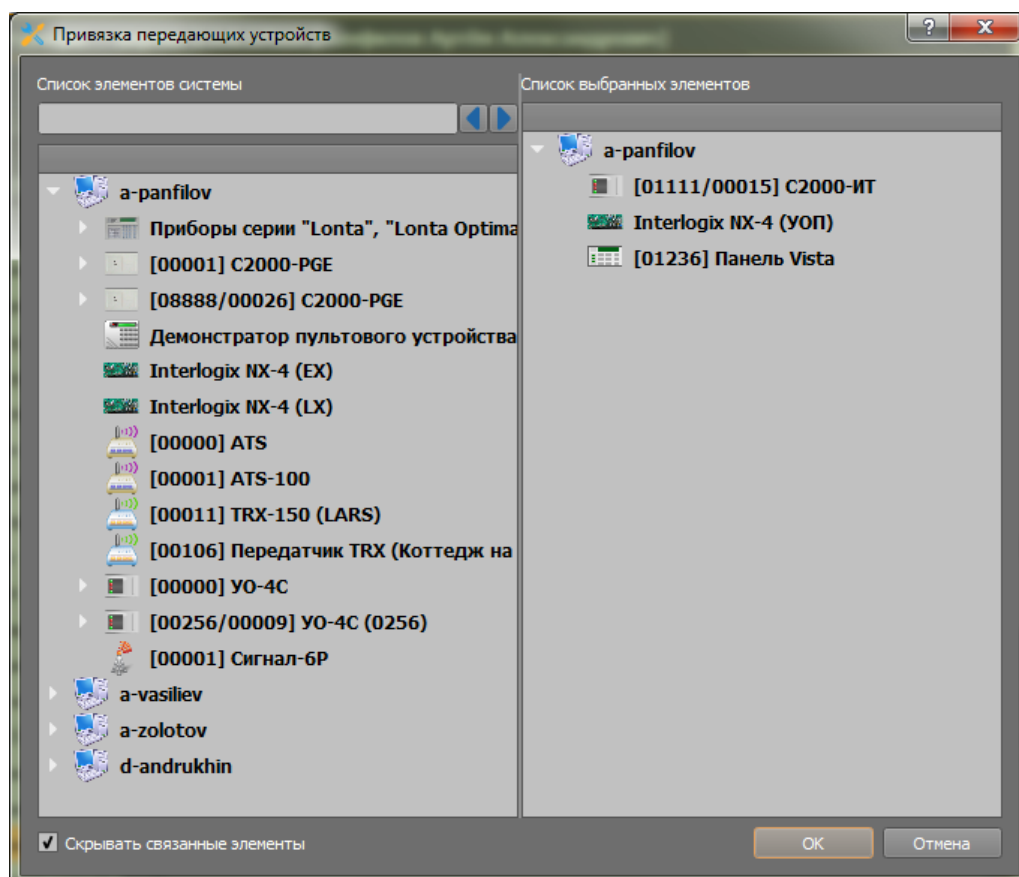 Привязка передающих устройств
?
X
Список элементов системы
Список выбранных элементов
a-panfilov
Приборы серии "Lonta", "Lonta Optima
[00001] С2000-PGE
[08888/00026] С2000-PGE
Демонстратор пультового устройства
Interlogix NX-4 (EX)
Interlogix NX-4 (LX)
[00000] ATS
[00001] ATS-100
[00011] TRX-150 (LARS)
[00106] Передатчик TRX (Коттедж на
[00000] УО-4С
[00256/00009] УО-4С (0256)
[00001] Сигнал-6Р
a-vasiliev
a-zolotov
d-andrukhin
a-panfilov
[01111/00015] С2000-ИТ
Interlogix NX-4 (УОП)
[01236] Панель Vista
Скрывать связанные элементы
OK
Отмена